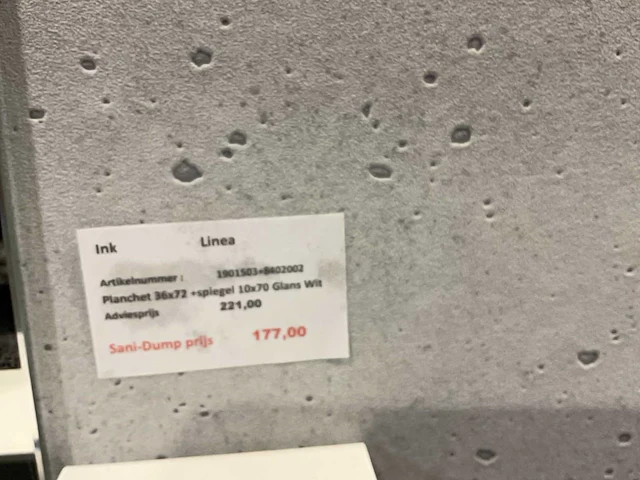 Ink Linea
Artikelnummer : 1901503+8402002
Planchet 36x72 +spiegel 10x70 Glans Wit
Adviesprijs 221,00
Sani-Dump prijs 177,00